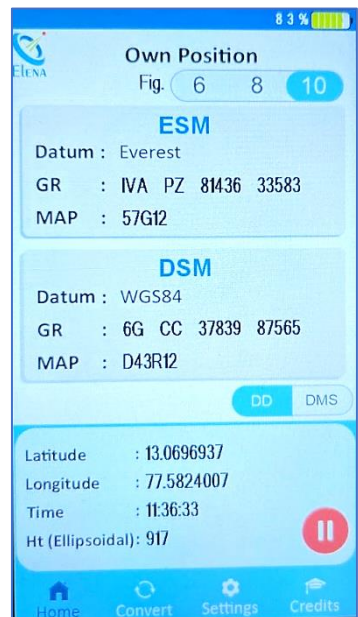 83%
ELENA
Own Position
Fig. 6 8 10
ESM
Datum : Everest
GR : IVA PZ 81436 33583
MAP : 57G12
DSM
Datum : WGS84
GR : 6G CC 37839 87565
MAP : D43R12
DD DMS
Latitude : 13.0696937
Longitude : 77.5824007
Time : 11:36:33
Ht (Ellipsoidal): 917
Home Convert Settings Credits